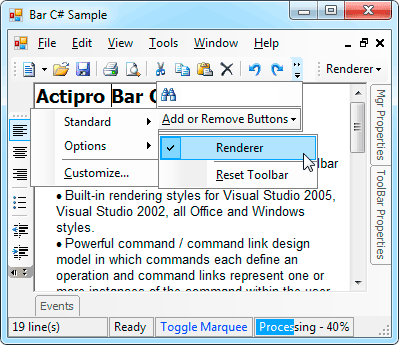 Bar C# Sample
File Edit View Tools Window Help
Renderer
Actipro Bar C
Add or Remove Buttons
Standard
Options
Customize...
Renderer
Reset Toolbar
lbar
• Built-in rendering styles for Visual Studio 2005,
Visual Studio 2002, all Office and Windows
styles.
• Powerful command / command link design
model in which commands each define an
operation and command links represent one or
more instances of the command within the user
Mgr Properties
ToolBar Properties
Events
19 line(s) Ready Toggle Marquee Processing - 40%